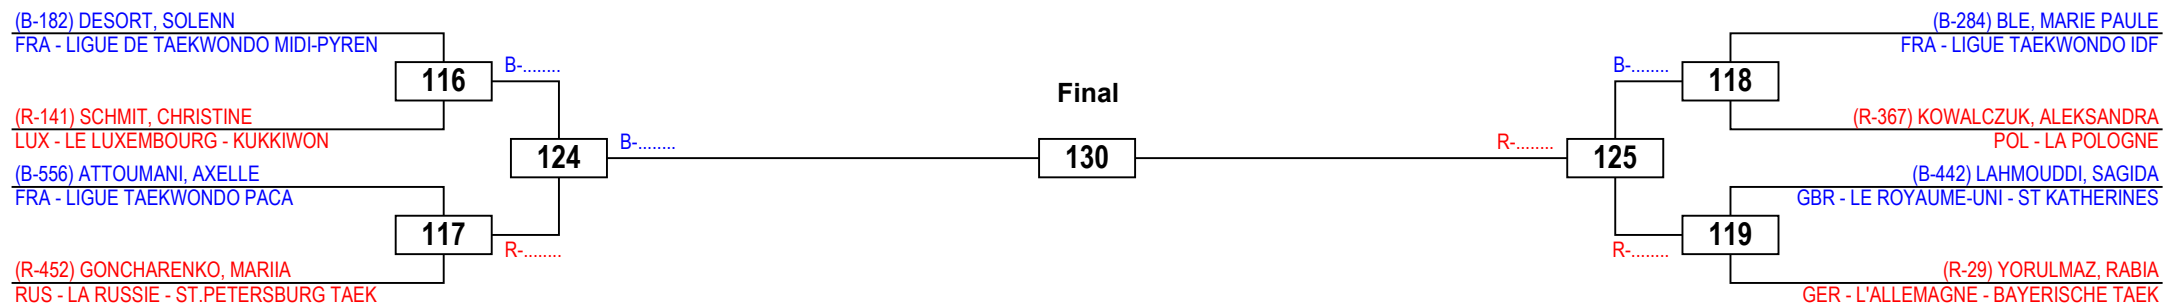 (B-182) DESORT, SOLENN
FRA - LIGUE DE TAEKWONDO MIDI-PYREN
116
B-........
(R-141) SCHMIT, CHRISTINE
LUX - LE LUXEMBOURG - KUKKIWON
124
B-........
(B-556) ATTOUMANI, AXELLE
FRA - LIGUE TAEKWONDO PACA
117
R-........
(R-452) GONCHARENKO, MARIIA
RUS - LA RUSSIE - ST.PETERSBURG TAEK
Final
130
(B-284) BLE, MARIE PAULE
FRA - LIGUE TAEKWONDO IDF
B-........
118
(R-367) KOWALCZUK, ALEKSANDRA
POL - LA POLOGNE
R-........
125
(B-442) LAHMOUDDI, SAGIDA
GBR - LE ROYAUME-UNI - ST KATHERINES
R-........
119
(R-29) YORULMAZ, RABIA
GER - L'ALLEMAGNE - BAYERISCHE TAEK